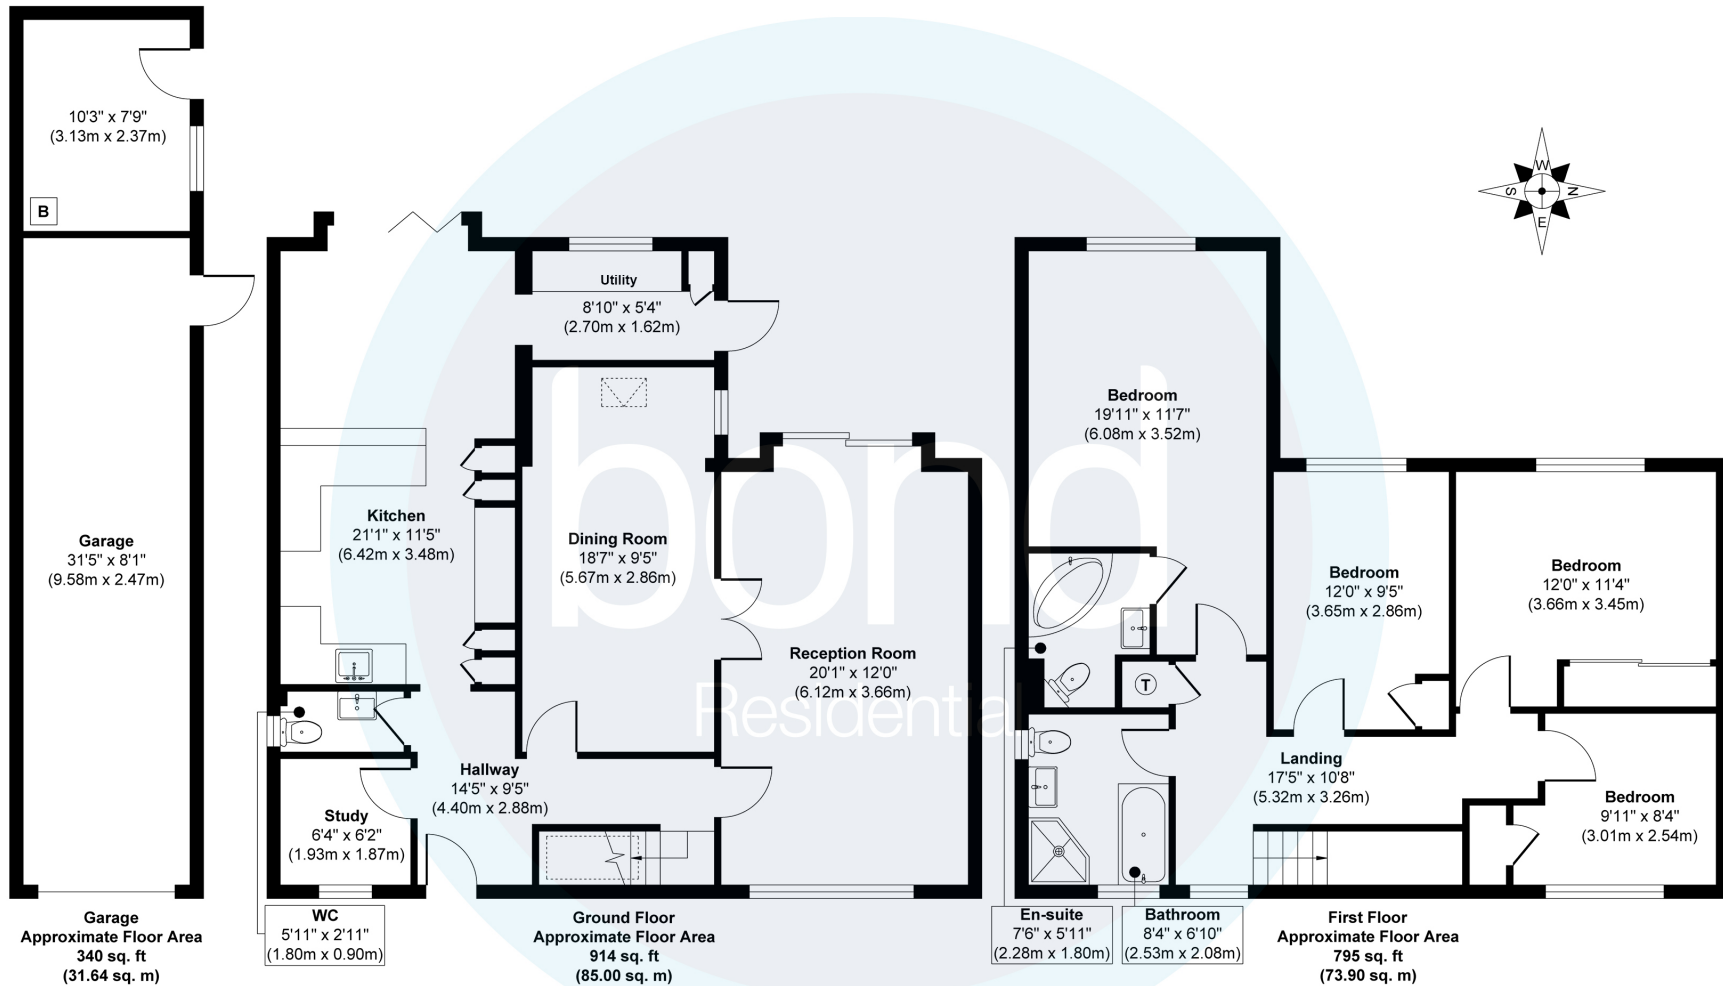 10'3" x 7'9"
(3.13m x 2.37m)
B
Garage
31'5" x 8'1"
(9.58m x 2.47m)
Garage
Approximate Floor Area
340 sq. ft
(31.64 sq. m)
Utility
8'10" x 5'4"
(2.70m x 1.62m)
Kitchen
21'1" x 11'5"
(6.42m x 3.48m)
Dining Room
18'7" x 9'5"
(5.67m x 2.86m)
Reception Room
20'1" x 12'0"
(6.12m x 3.66m)
Hallway
14'5" x 9'5"
(4.40m x 2.88m)
Study
6'4" x 6'2"
(1.93m x 1.87m)
WC
5'11" x 2'11"
(1.80m x 0.90m)
Ground Floor
Approximate Floor Area
914 sq. ft
(85.00 sq. m)
bond
Residential
W
S
N
E
Bedroom
19'11" x 11'7"
(6.08m x 3.52m)
Bedroom
12'0" x 9'5"
(3.65m x 2.86m)
Bedroom
12'0" x 11'4"
(3.66m x 3.45m)
T
Landing
17'5" x 10'8"
(5.32m x 3.26m)
Bedroom
9'11" x 8'4"
(3.01m x 2.54m)
En-suite
7'6" x 5'11"
(2.28m x 1.80m)
Bathroom
8'4" x 6'10"
(2.53m x 2.08m)
First Floor
Approximate Floor Area
795 sq. ft
(73.90 sq. m)